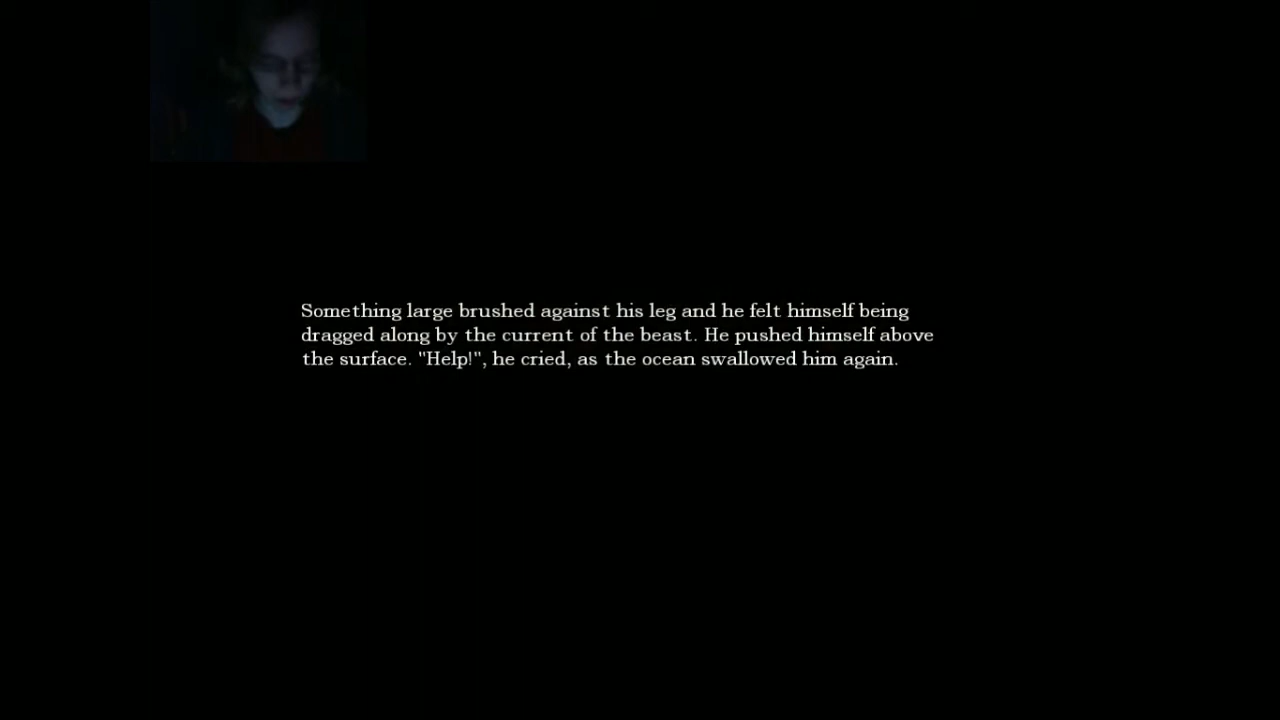 Something large brushed against his leg and he felt himself being
dragged along by the current of the beast. He pushed himself above
the surface. "Help!", he cried, as the ocean swallowed him again.